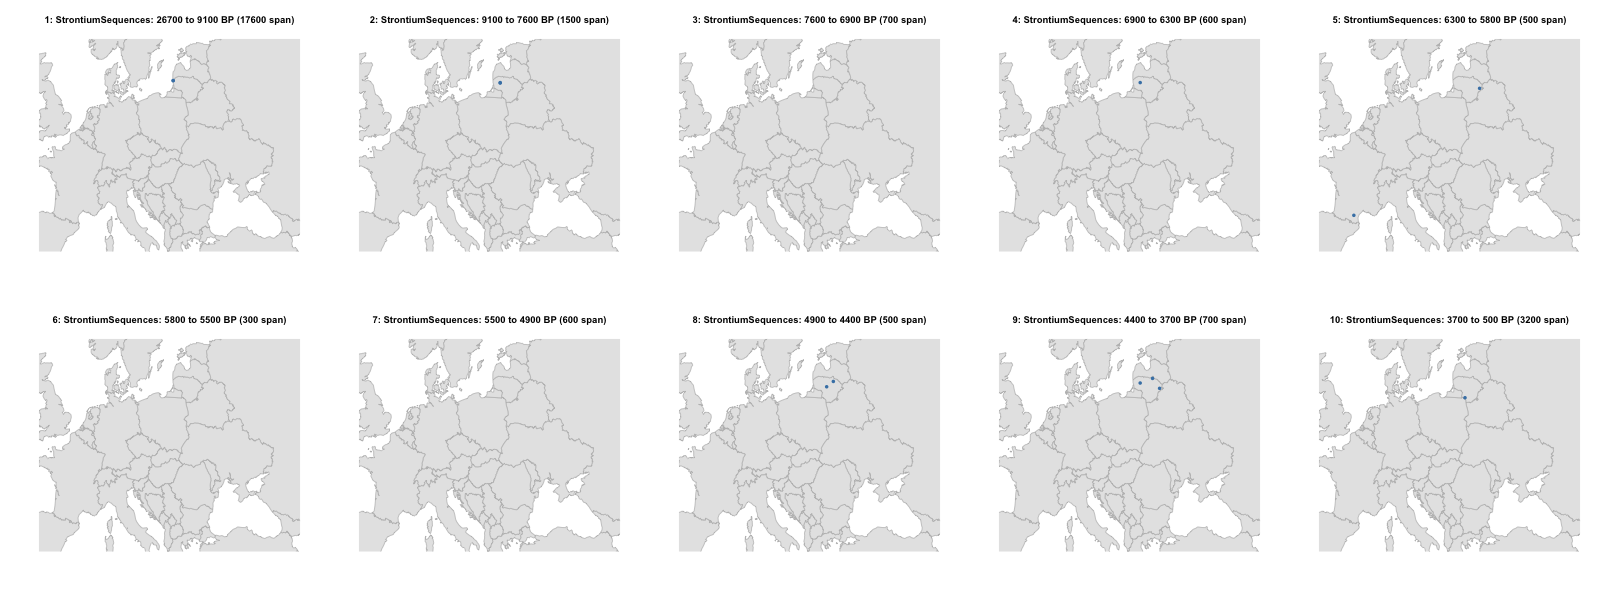 1: StrontiumSequences: 26700 to 9100 BP (17600 span)
2: StrontiumSequences: 9100 to 7600 BP (1500 span)
3: StrontiumSequences: 7600 to 6900 BP (700 span)
4: StrontiumSequences: 6900 to 6300 BP (600 span)
5: StrontiumSequences: 6300 to 5800 BP (500 span)
6: StrontiumSequences: 5800 to 5500 BP (300 span)
7: StrontiumSequences: 5500 to 4900 BP (600 span)
8: StrontiumSequences: 4900 to 4400 BP (500 span)
9: StrontiumSequences: 4400 to 3700 BP (700 span)
10: StrontiumSequences: 3700 to 500 BP (3200 span)